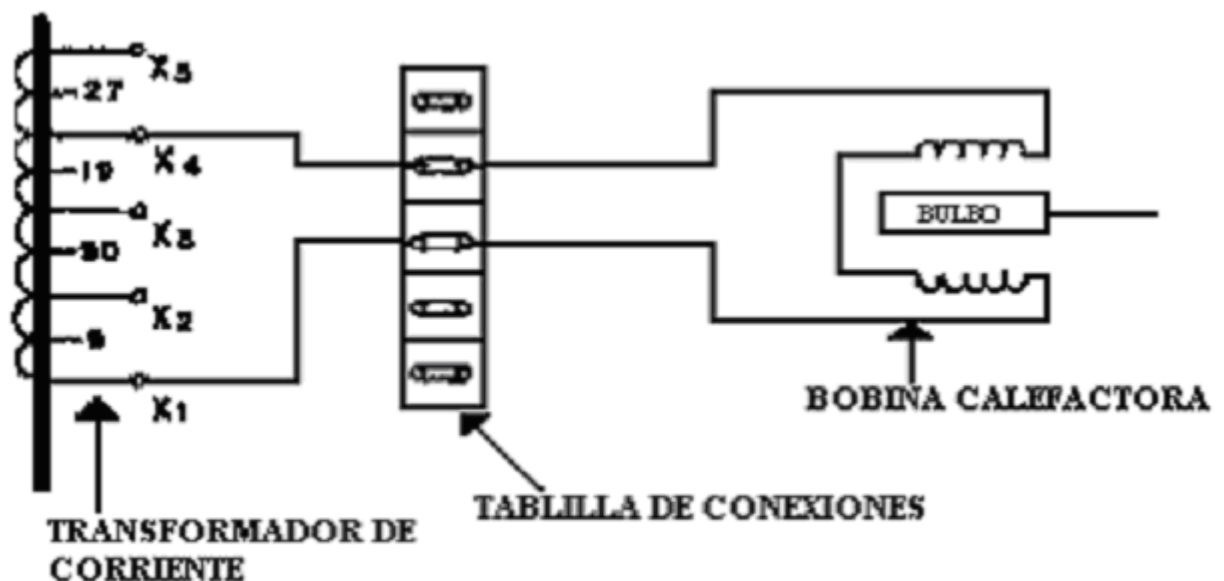 X5
27
X4
19
X3
30
X2
9
X1
BULBO
BOBINA CALEFACTORA
TABLILLA DE CONEXIONES
TRANSFORMADOR DE
CORRIENTE